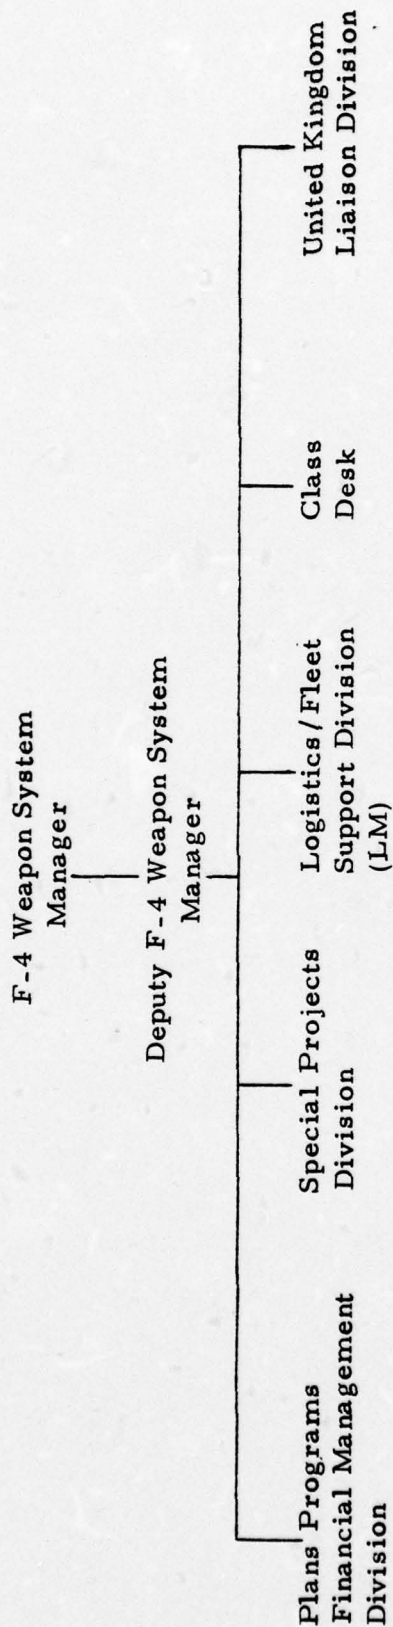 F-4 Weapon System
Manager
Deputy F-4 Weapon System
Manager
Plans Programs
Financial Management
Division
Special Projects
Division
Logistics/Fleet
Support Division
(LM)
Class
Desk
United Kingdom
Liaison Division